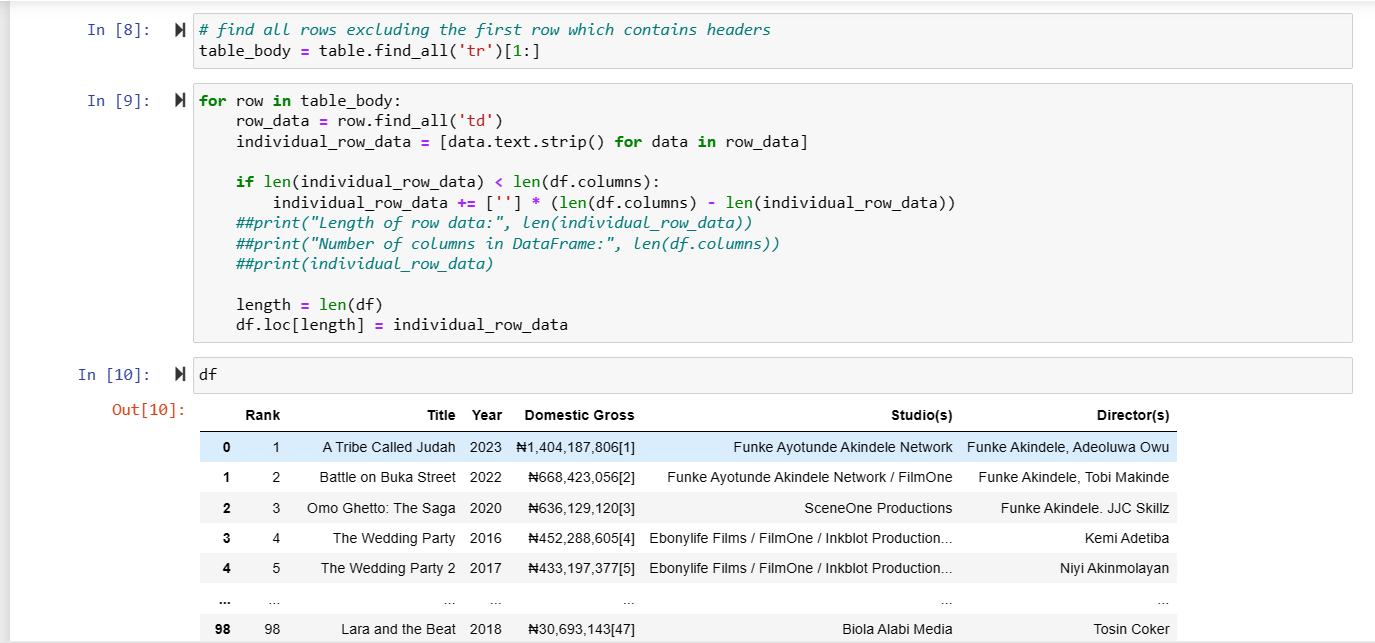 In [8]: # find all rows excluding the first row which contains headers
table_body = table.find_all('tr')[1:]
In [9]: for row in table_body:
    row_data = row.find_all('td')
    individual_row_data = [data.text.strip() for data in row_data]
    if len(individual_row_data) < len(df.columns):
        individual_row_data += [''] * (len(df.columns) - len(individual_row_data))
    ##print("Length of row data:", len(individual_row_data))
    ##print("Number of columns in DataFrame:", len(df.columns))
    ##print(individual_row_data)
    length = len(df)
    df.loc[length] = individual_row_data
In [10]: df
Out[10]:
Rank Title Year Domestic Gross Studio(s) Director(s)
0 1 A Tribe Called Judah 2023 ₦1,404,187,806[1] Funke Ayotunde Akindele Network Funke Akindele, Adeoluwa Owu
1 2 Battle on Buka Street 2022 ₦668,423,056[2] Funke Ayotunde Akindele Network / FilmOne Funke Akindele, Tobi Makinde
2 3 Omo Ghetto: The Saga 2020 ₦636,129,120[3] SceneOne Productions Funke Akindele. JJC Skillz
3 4 The Wedding Party 2016 ₦452,288,605[4] Ebonylife Films / FilmOne / Inkblot Production... Kemi Adetiba
4 5 The Wedding Party 2 2017 ₦433,197,377[5] Ebonylife Films / FilmOne / Inkblot Production... Niyi Akinmolayan
... ... ... ... ... ... ...
98 98 Lara and the Beat 2018 ₦30,693,143[47] Biola Alabi Media Tosin Coker